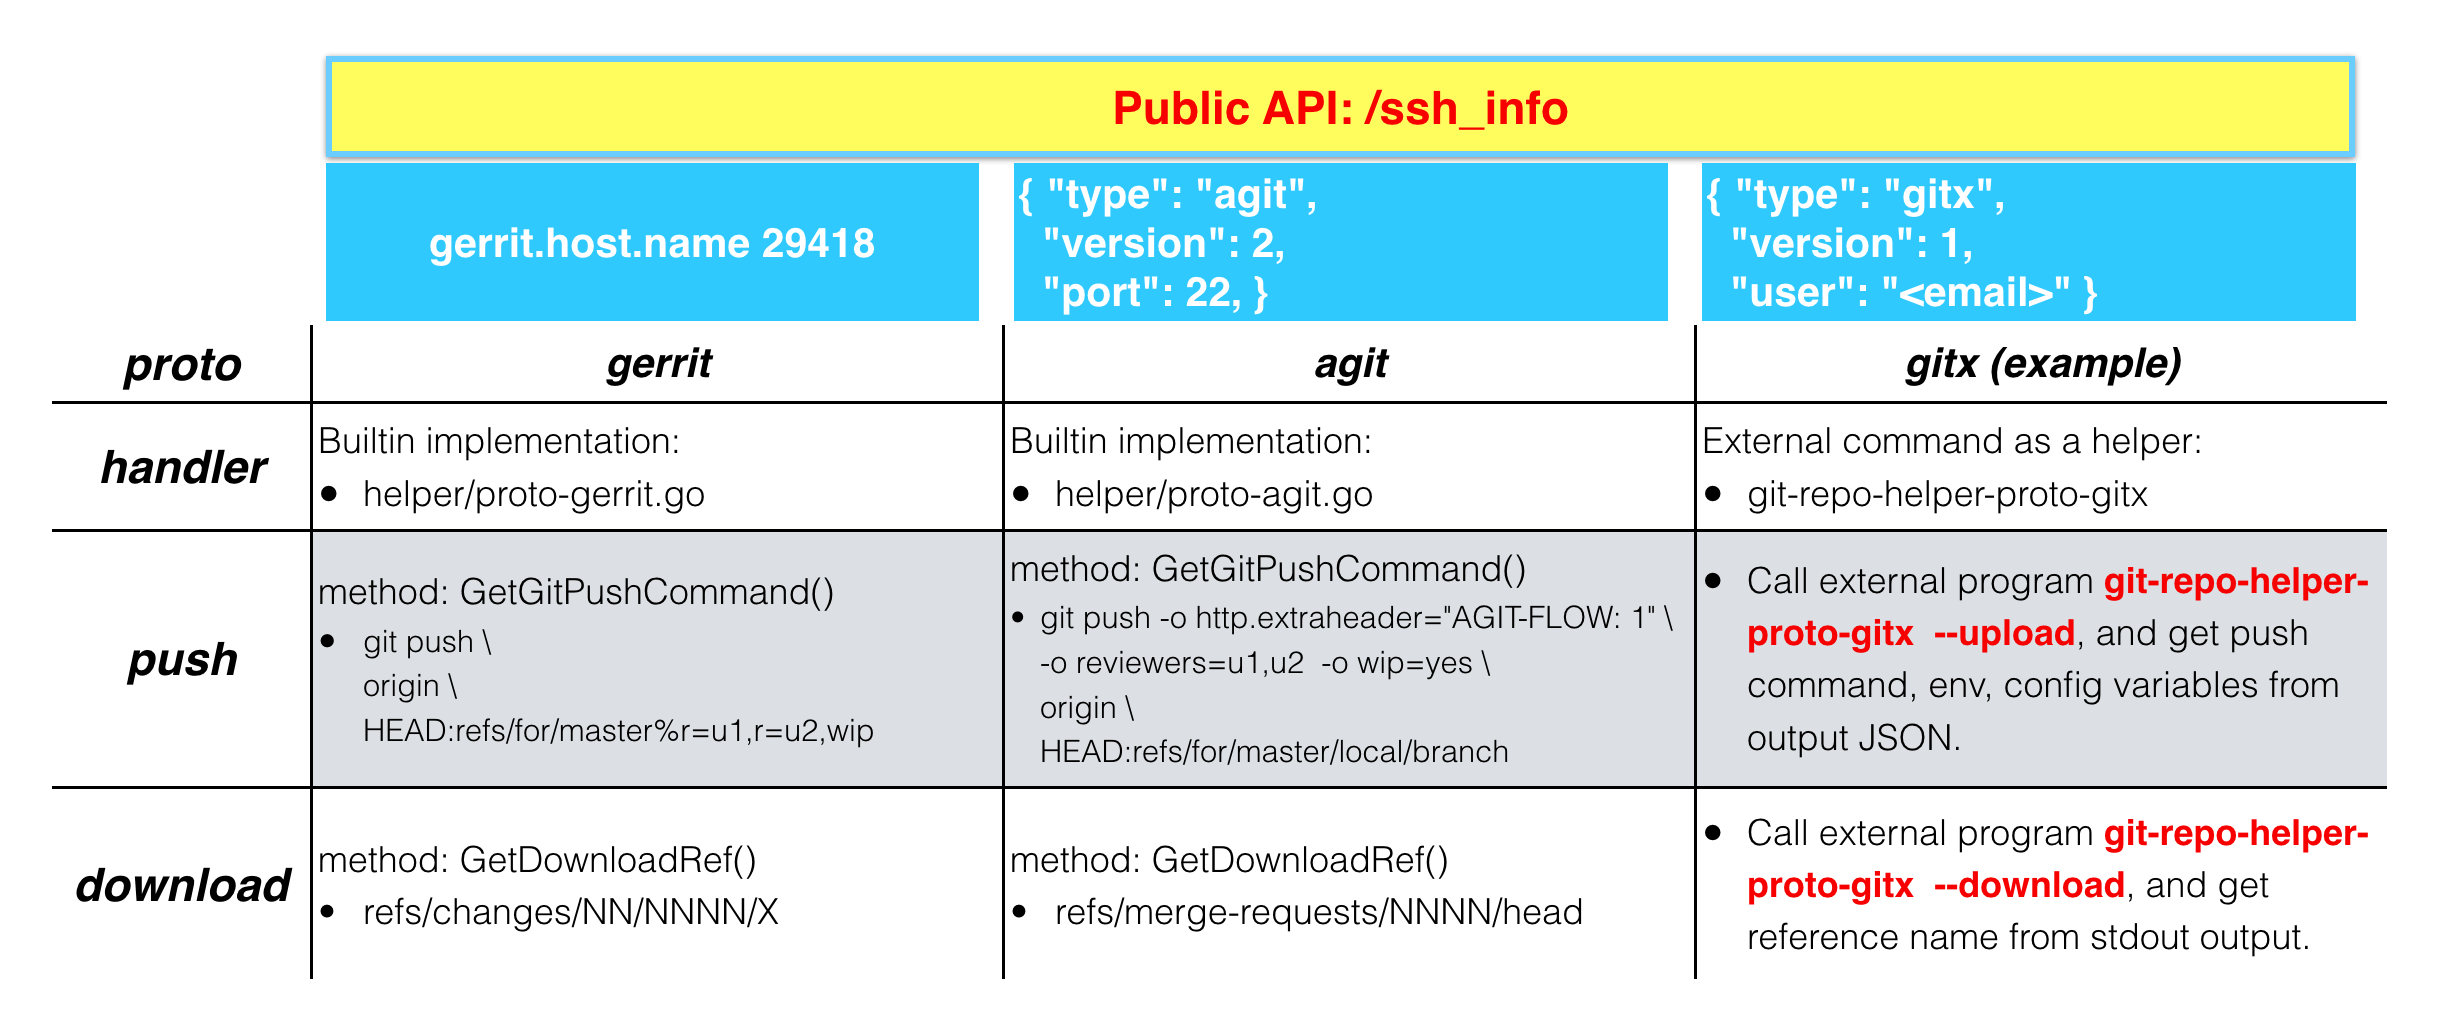 Public API: /ssh_info
gerrit.host.name 29418
{ "type": "agit",
"version": 2,
"port": 22, }
{ "type": "gitx",
"version": 1,
"user": "<email>" }
proto
gerrit
agit
gitx (example)
handler
Builtin implementation:
• helper/proto-gerrit.go
Builtin implementation:
• helper/proto-agit.go
External command as a helper:
• git-repo-helper-proto-gitx
push
method: GetGitPushCommand()
• git push \
origin \
HEAD:refs/for/master%r=u1,r=u2,wip
method: GetGitPushCommand()
• git push -o http.extraheader="AGIT-FLOW: 1" \
-o reviewers=u1,u2  -o wip=yes \
origin \
HEAD:refs/for/master/local/branch
• Call external program git-repo-helper-
proto-gitx  --upload, and get push
command, env, config variables from
output JSON.
download
method: GetDownloadRef()
• refs/changes/NN/NNNN/X
method: GetDownloadRef()
• refs/merge-requests/NNNN/head
• Call external program git-repo-helper-
proto-gitx  --download, and get
reference name from stdout output.